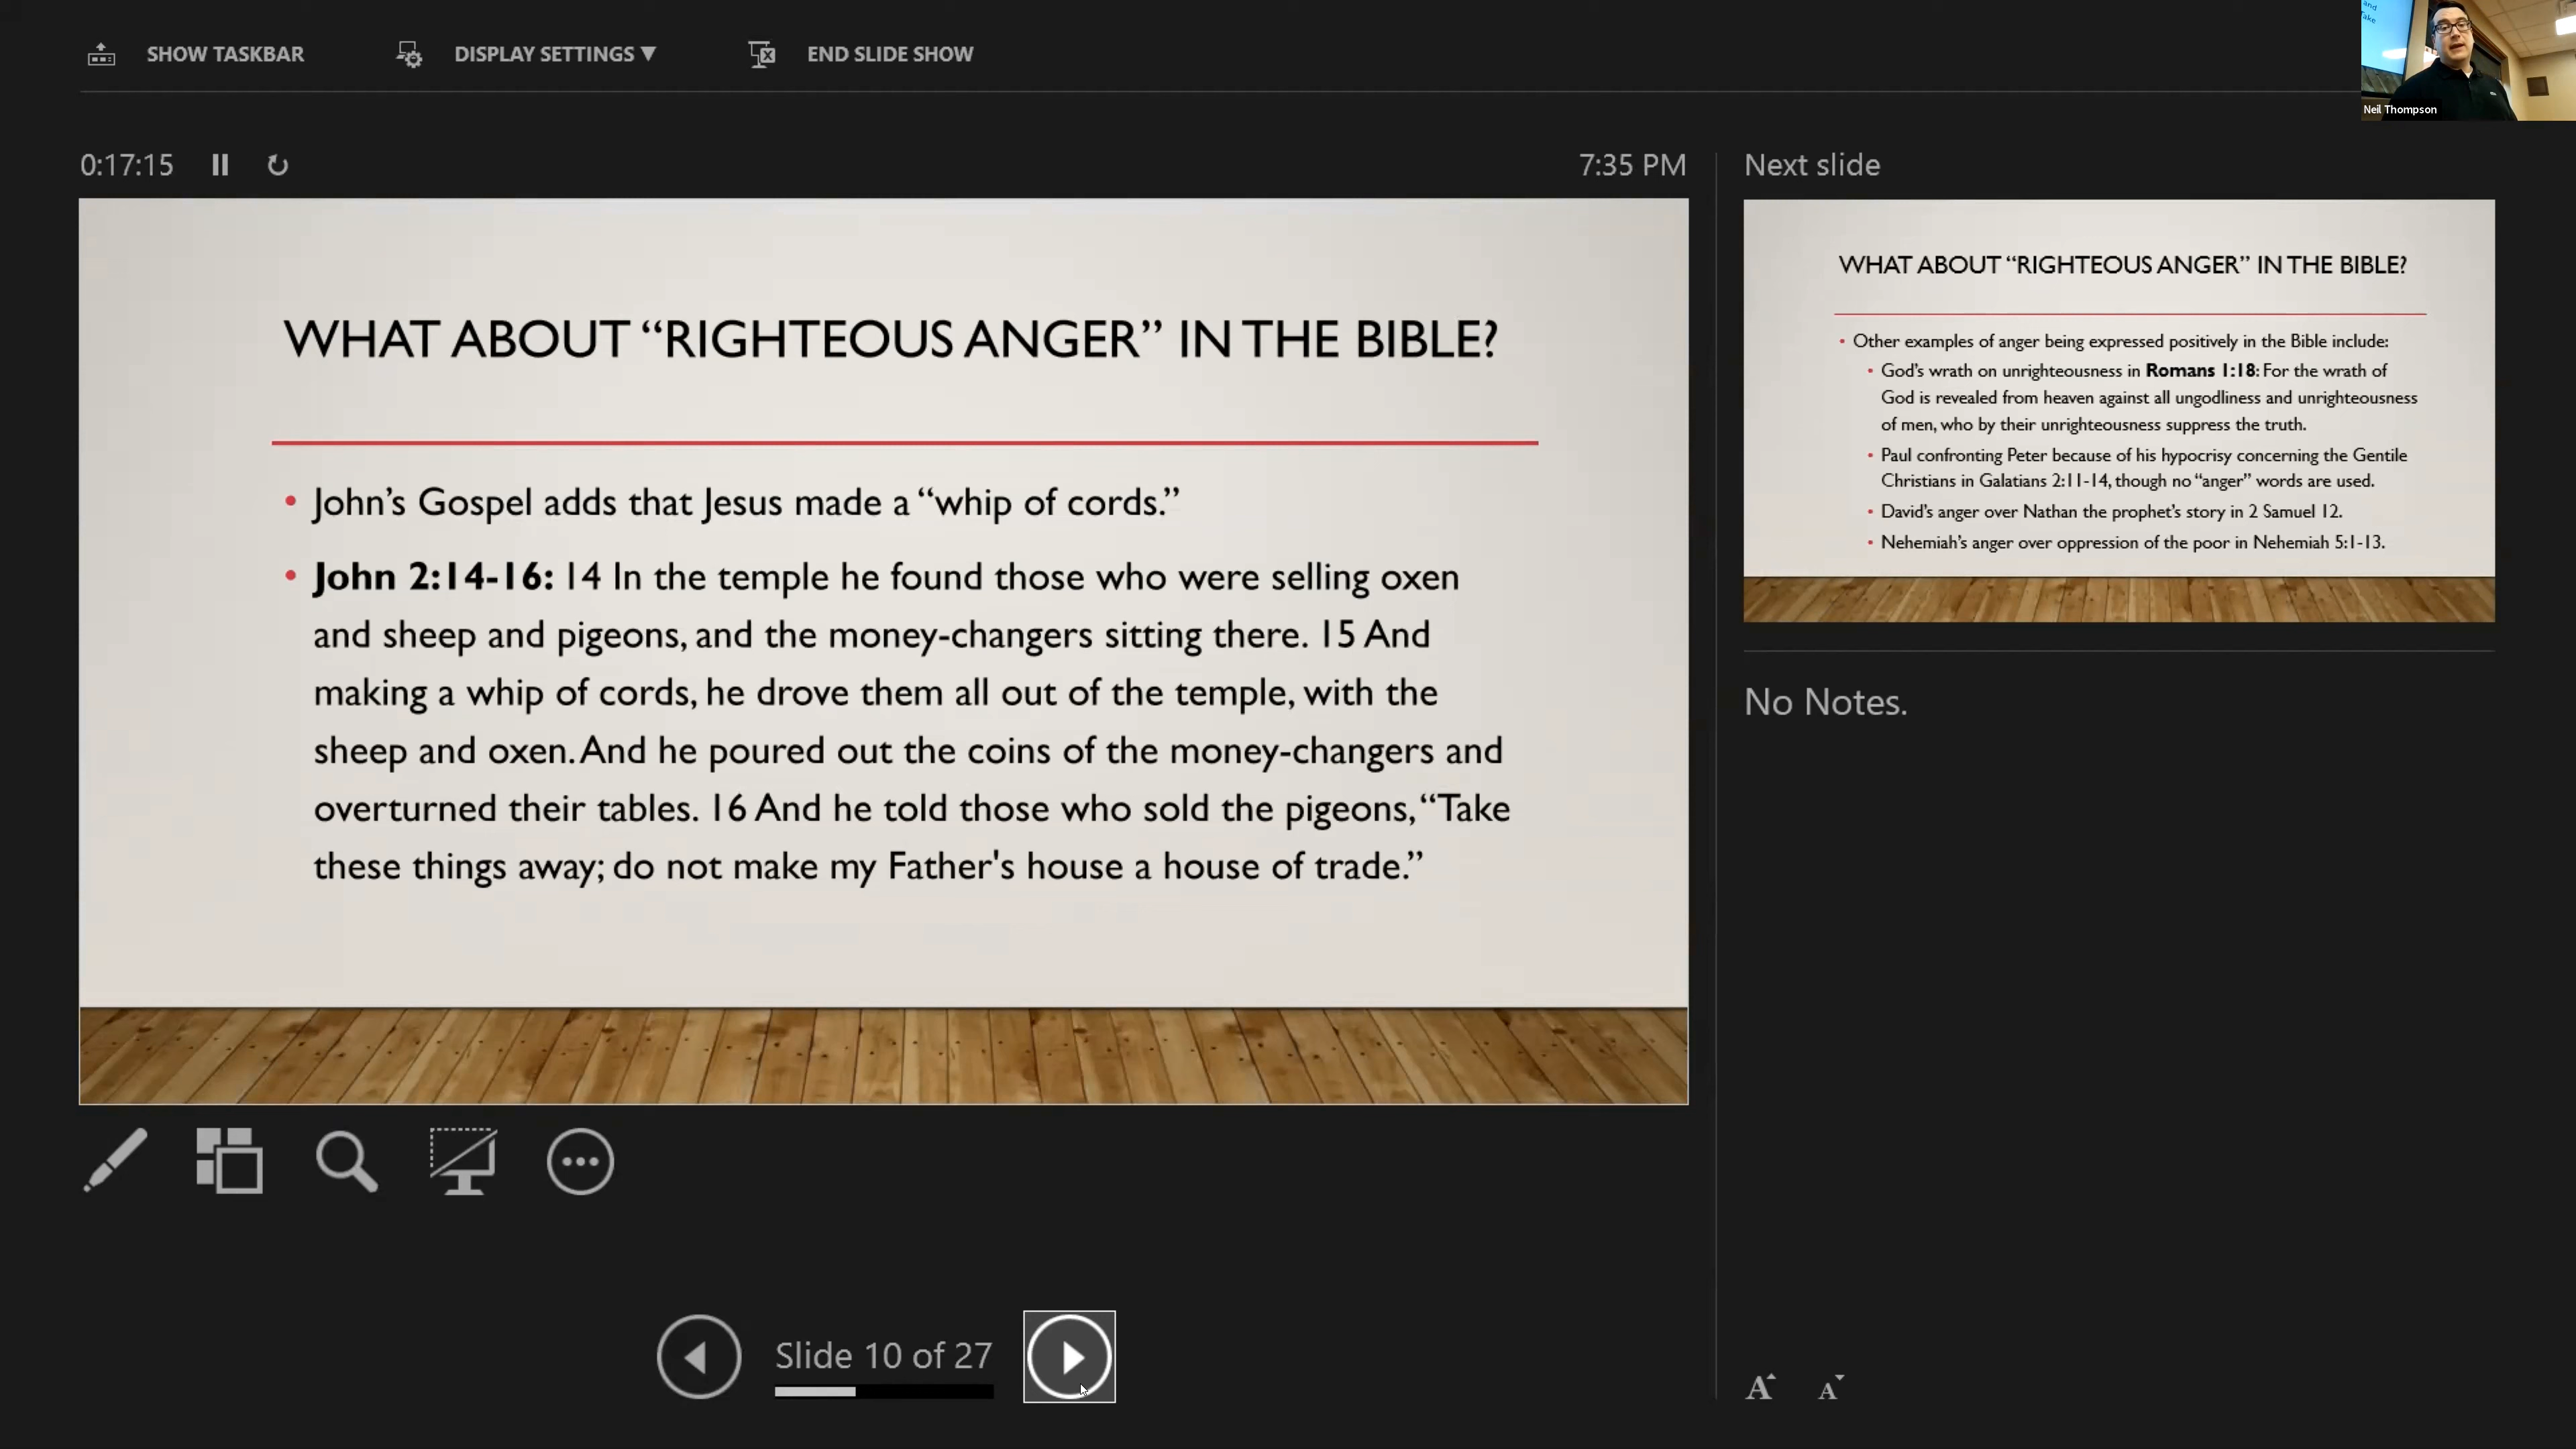 SHOW TASKBAR
DISPLAY SETTINGS ▼
END SLIDE SHOW
and
Take
Neil Thompson
0:17:15
7:35 PM
WHAT ABOUT “RIGHTEOUS ANGER” IN THE BIBLE?
• John’s Gospel adds that Jesus made a “whip of cords.”
• John 2:14-16: 14 In the temple he found those who were selling oxen
and sheep and pigeons, and the money-changers sitting there. 15 And
making a whip of cords, he drove them all out of the temple, with the
sheep and oxen. And he poured out the coins of the money-changers and
overturned their tables. 16 And he told those who sold the pigeons, “Take
these things away; do not make my Father's house a house of trade.”
Slide 10 of 27
Next slide
WHAT ABOUT “RIGHTEOUS ANGER” IN THE BIBLE?
• Other examples of anger being expressed positively in the Bible include:
• God’s wrath on unrighteousness in Romans 1:18: For the wrath of
God is revealed from heaven against all ungodliness and unrighteousness
of men, who by their unrighteousness suppress the truth.
• Paul confronting Peter because of his hypocrisy concerning the Gentile
Christians in Galatians 2:11-14, though no “anger” words are used.
• David’s anger over Nathan the prophet’s story in 2 Samuel 12.
• Nehemiah’s anger over oppression of the poor in Nehemiah 5:1-13.
No Notes.
A A